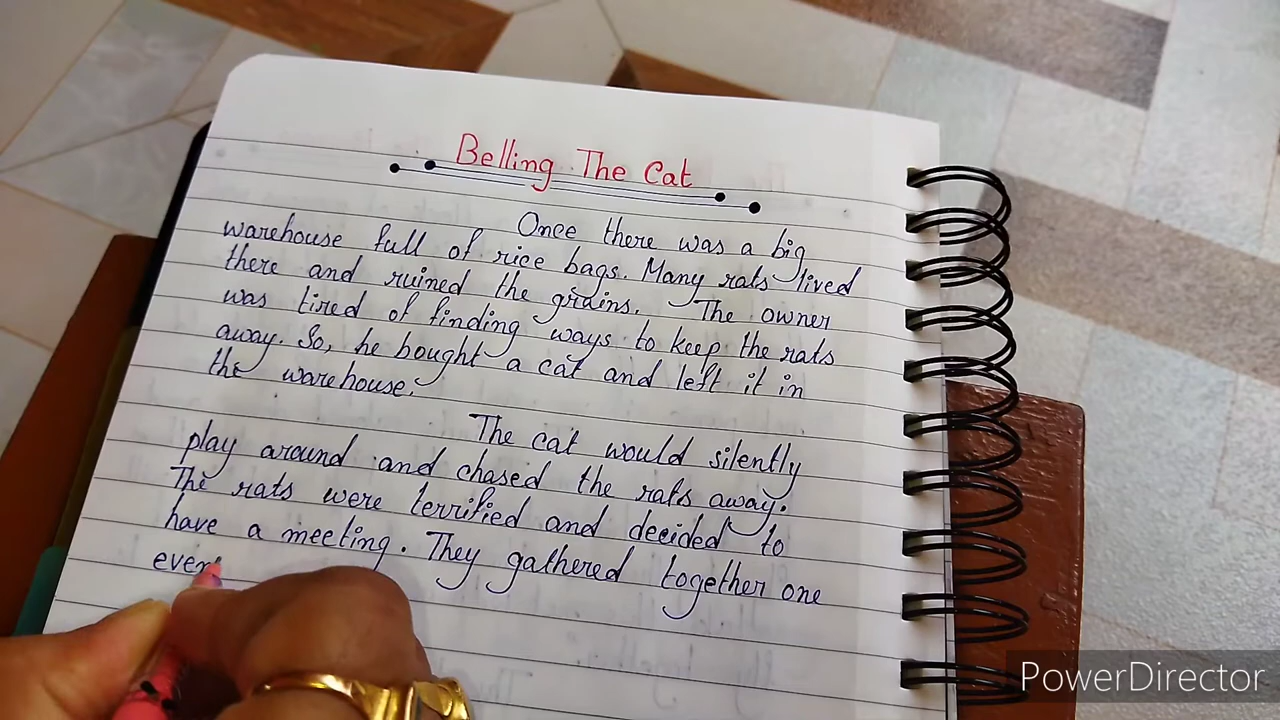 Belling The Cat
Once there was a big
warehouse full of rice bags. Many rats lived
there and ruined the grains. The owner
was tired of finding ways to keep the rats
away. So, he bought a cat and left it in
the warehouse.
The cat would silently
play around and chased the rats away.
The rats were terrified and decided to
have a meeting. They gathered together one
even
PowerDirector